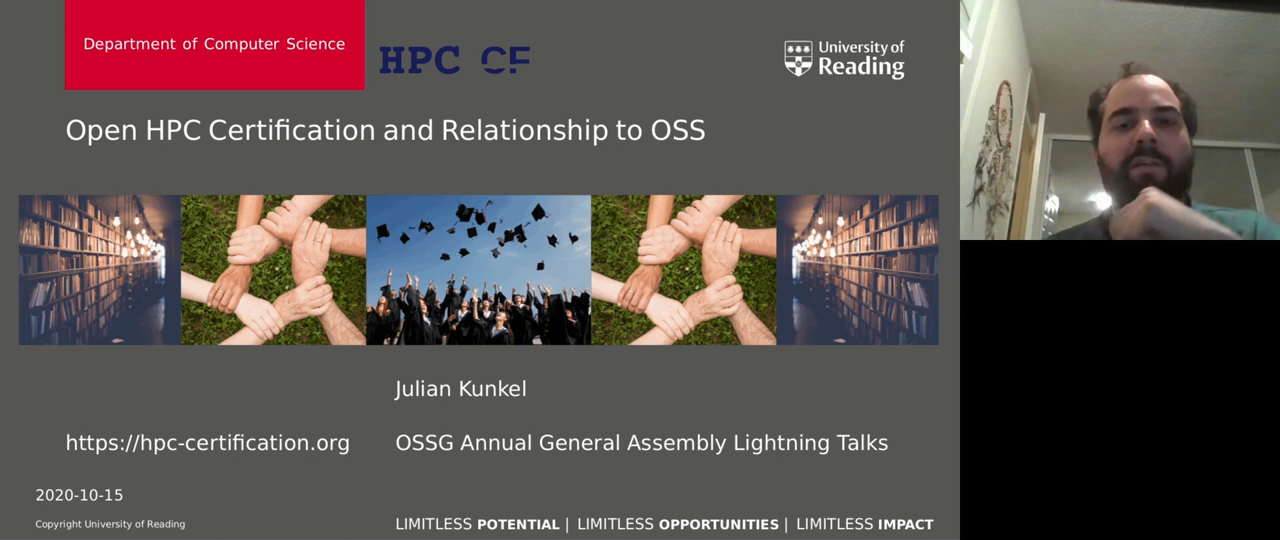 Department of Computer Science
HPC CF
University of
Reading
Open HPC Certification and Relationship to OSS
Julian Kunkel
https://hpc-certification.org
OSSG Annual General Assembly Lightning Talks
2020-10-15
Copyright University of Reading
LIMITLESS POTENTIAL | LIMITLESS OPPORTUNITIES | LIMITLESS IMPACT